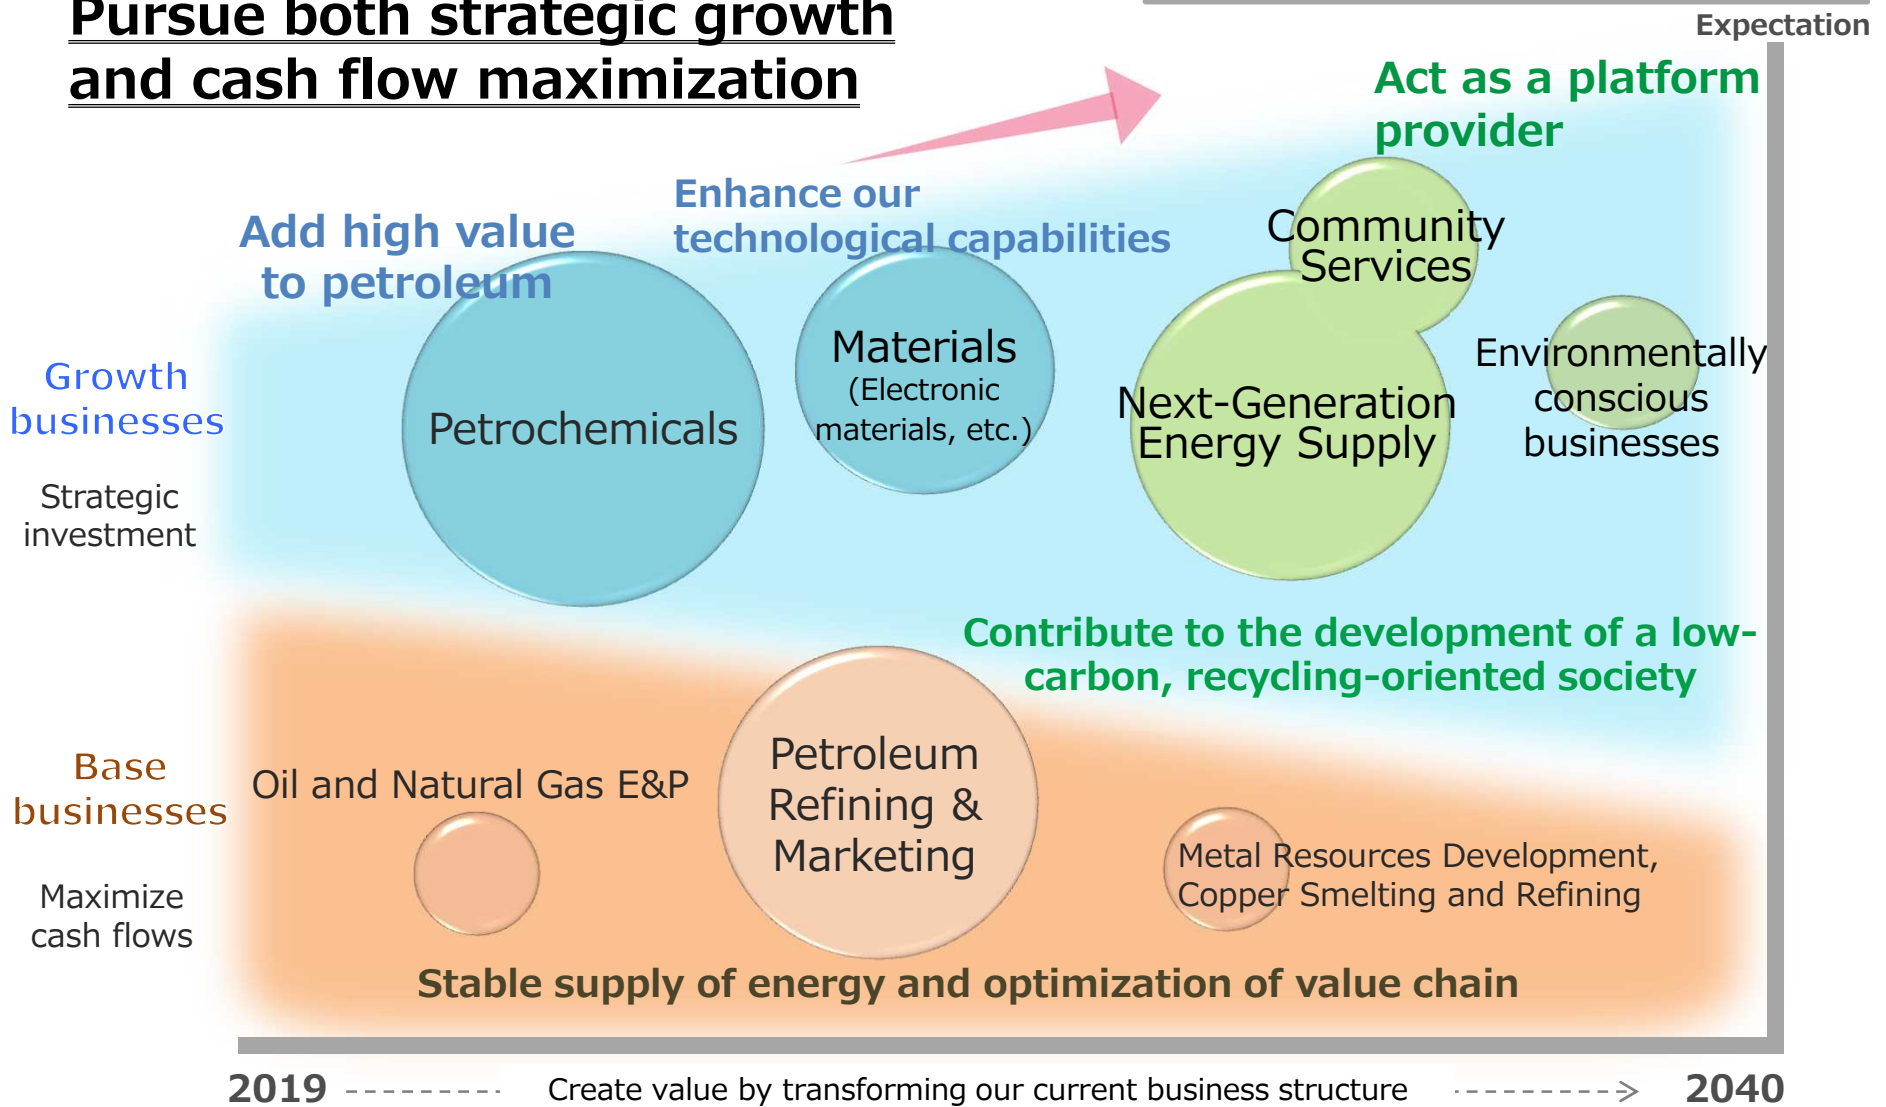 Pursue both strategic growth
and cash flow maximization
Expectation
Act as a platform
provider
Enhance our
technological capabilities
Add high value
to petroleum
Community
Services
Growth
businesses
Strategic
investment
Petrochemicals
Materials
(Electronic
materials, etc.)
Next-Generation
Energy Supply
Environmentally
conscious
businesses
Contribute to the development of a low-
carbon, recycling-oriented society
Base
businesses
Maximize
cash flows
Oil and Natural Gas E&P
Petroleum
Refining &
Marketing
Metal Resources Development,
Copper Smelting and Refining
Stable supply of energy and optimization of value chain
2019 Create value by transforming our current business structure 2040